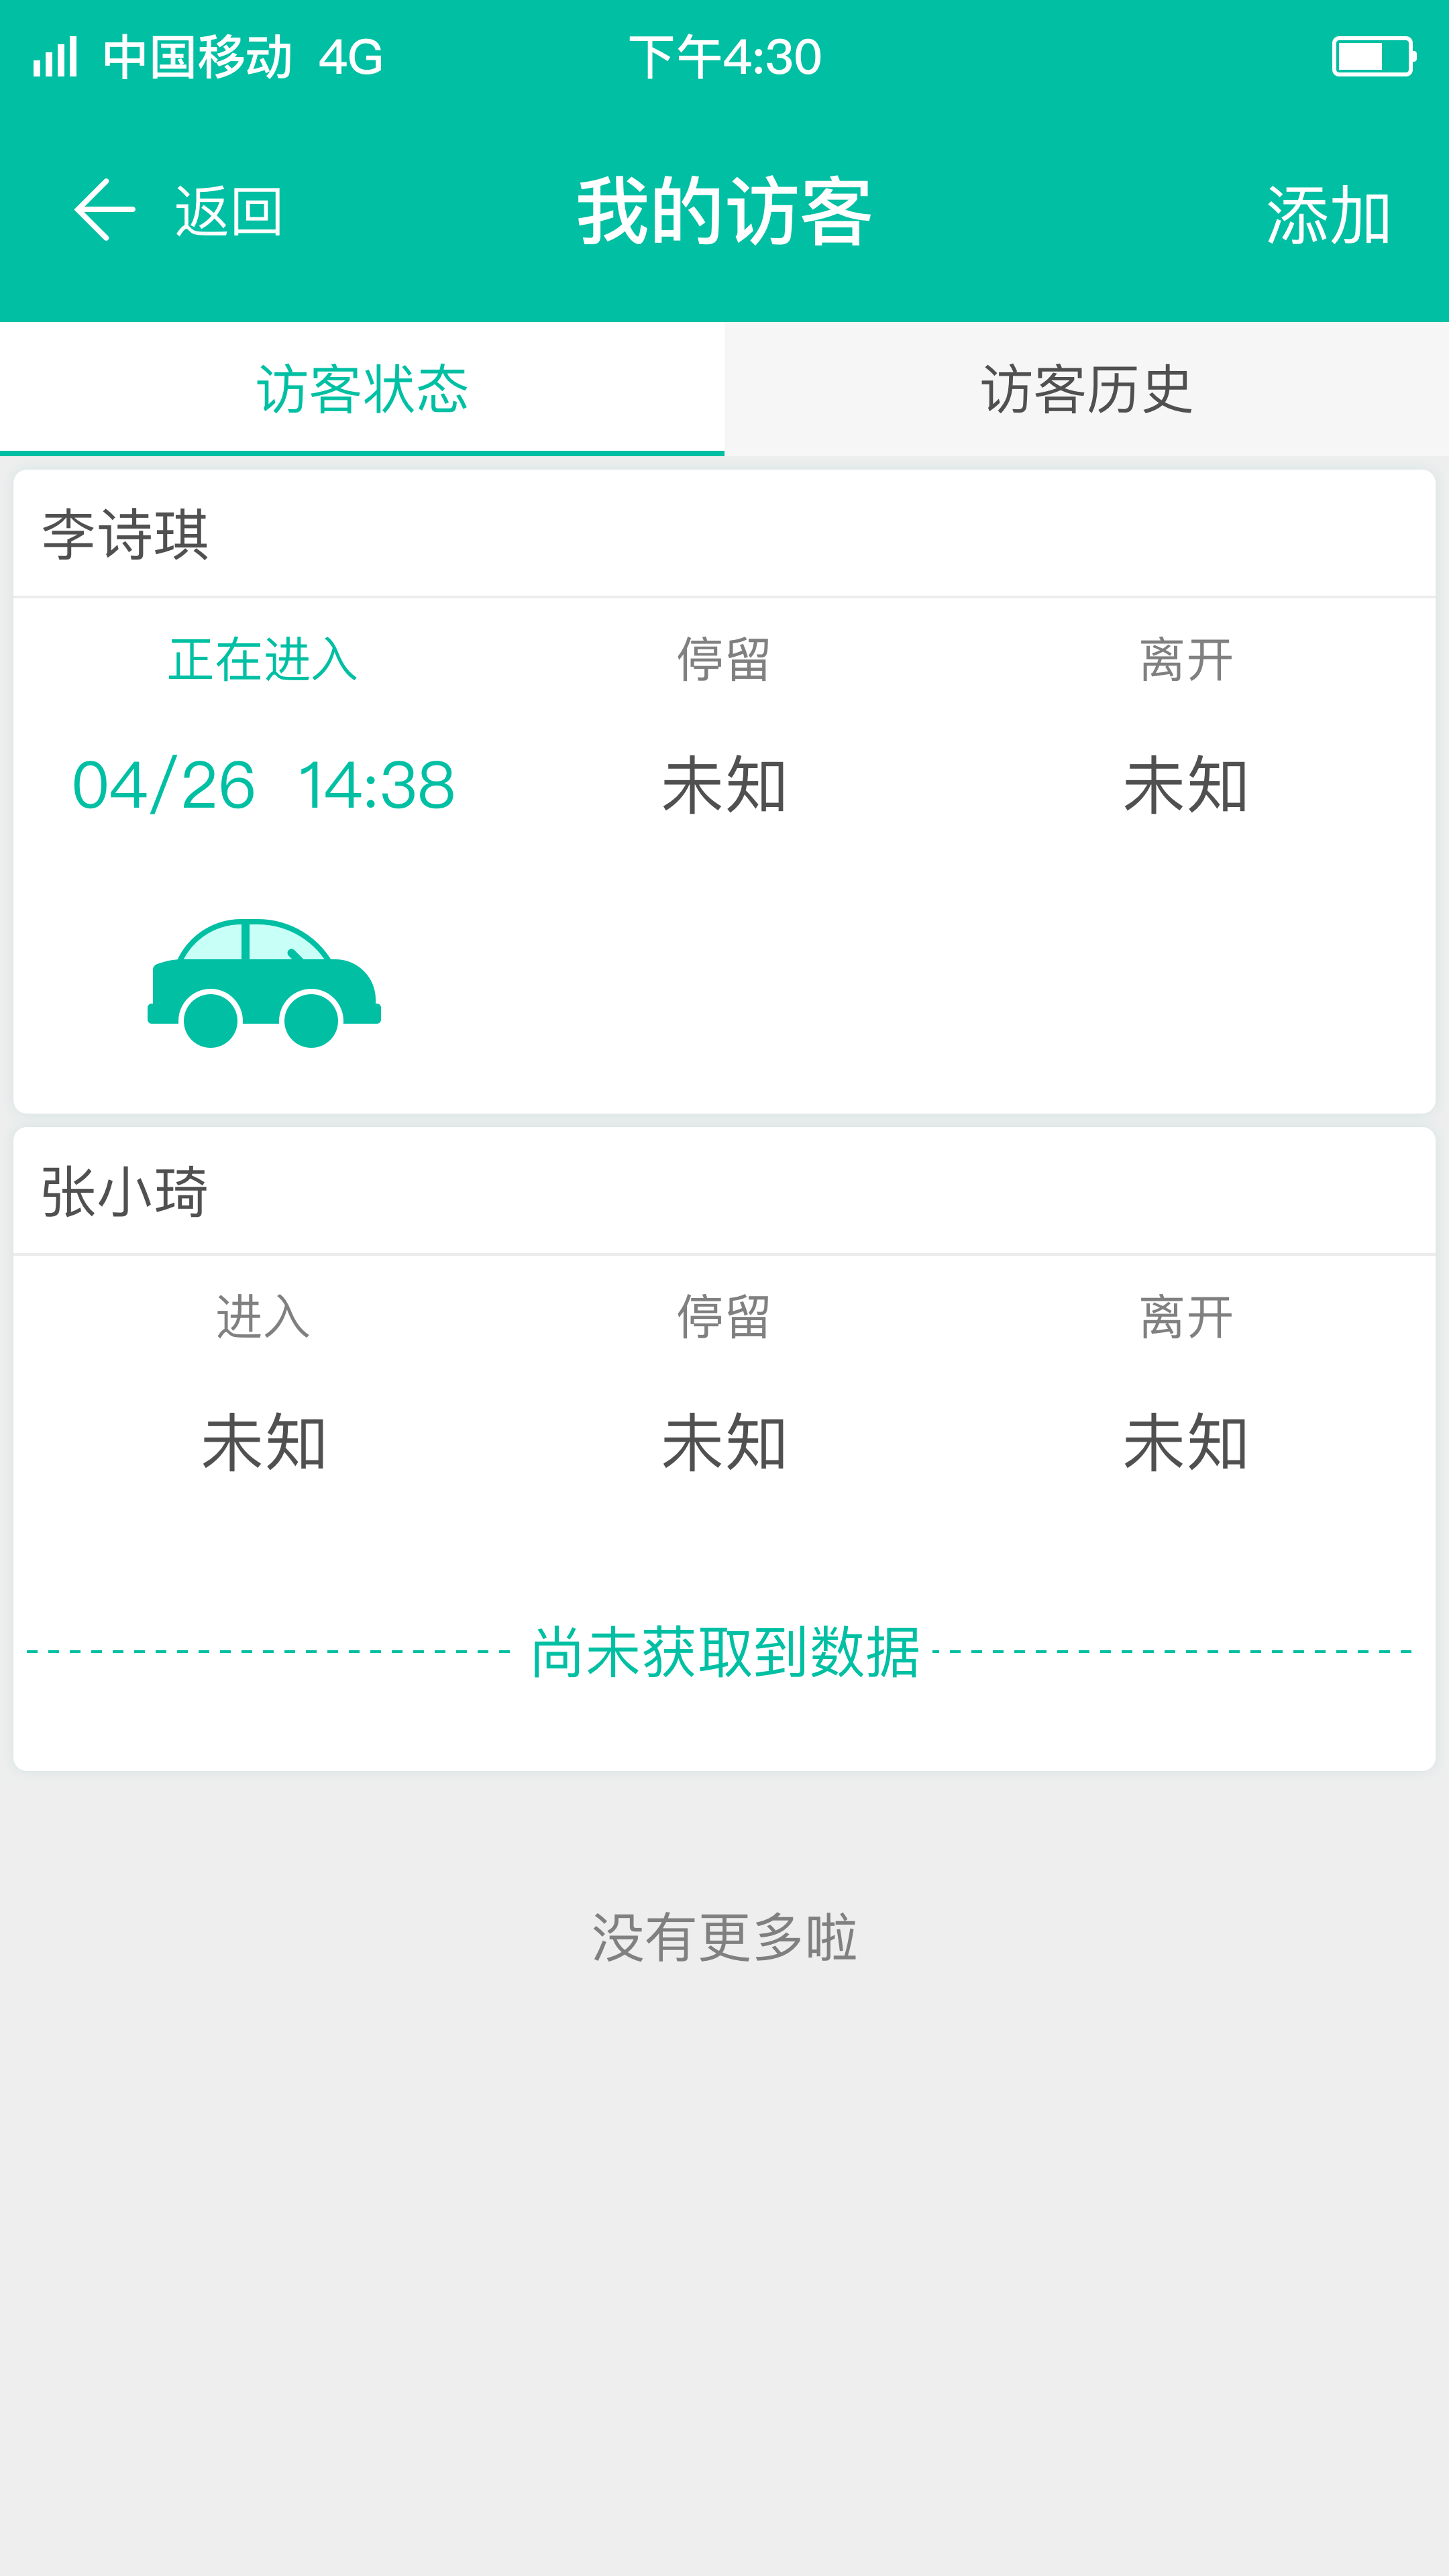 中国移动 4G 下午4:30
返回 我的访客 添加
访客状态 访客历史
李诗琪
正在进入 停留 离开
04/26 14:38 未知 未知
张小琦
进入 停留 离开
未知 未知 未知
尚未获取到数据
没有更多啦